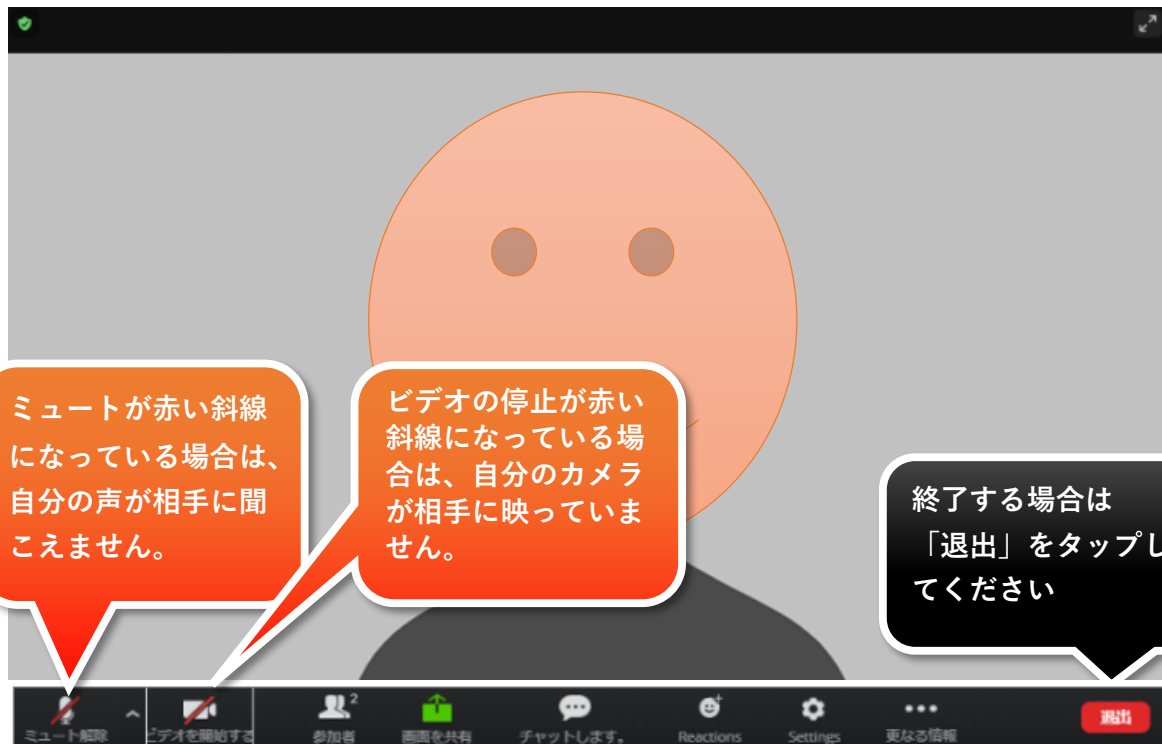 ミュートが赤い斜線
になっている場合は、
自分の声が相手に聞
こえません。
ビデオの停止が赤い
斜線になっている場
合は、自分のカメラ
が相手に映っていま
せん。
終了する場合は
「退出」をタップし
てください
ミュート解除
ビデオを開始する
参加者
2
画面を共有
チャットします。
Reactions
Settings
更なる情報
退出